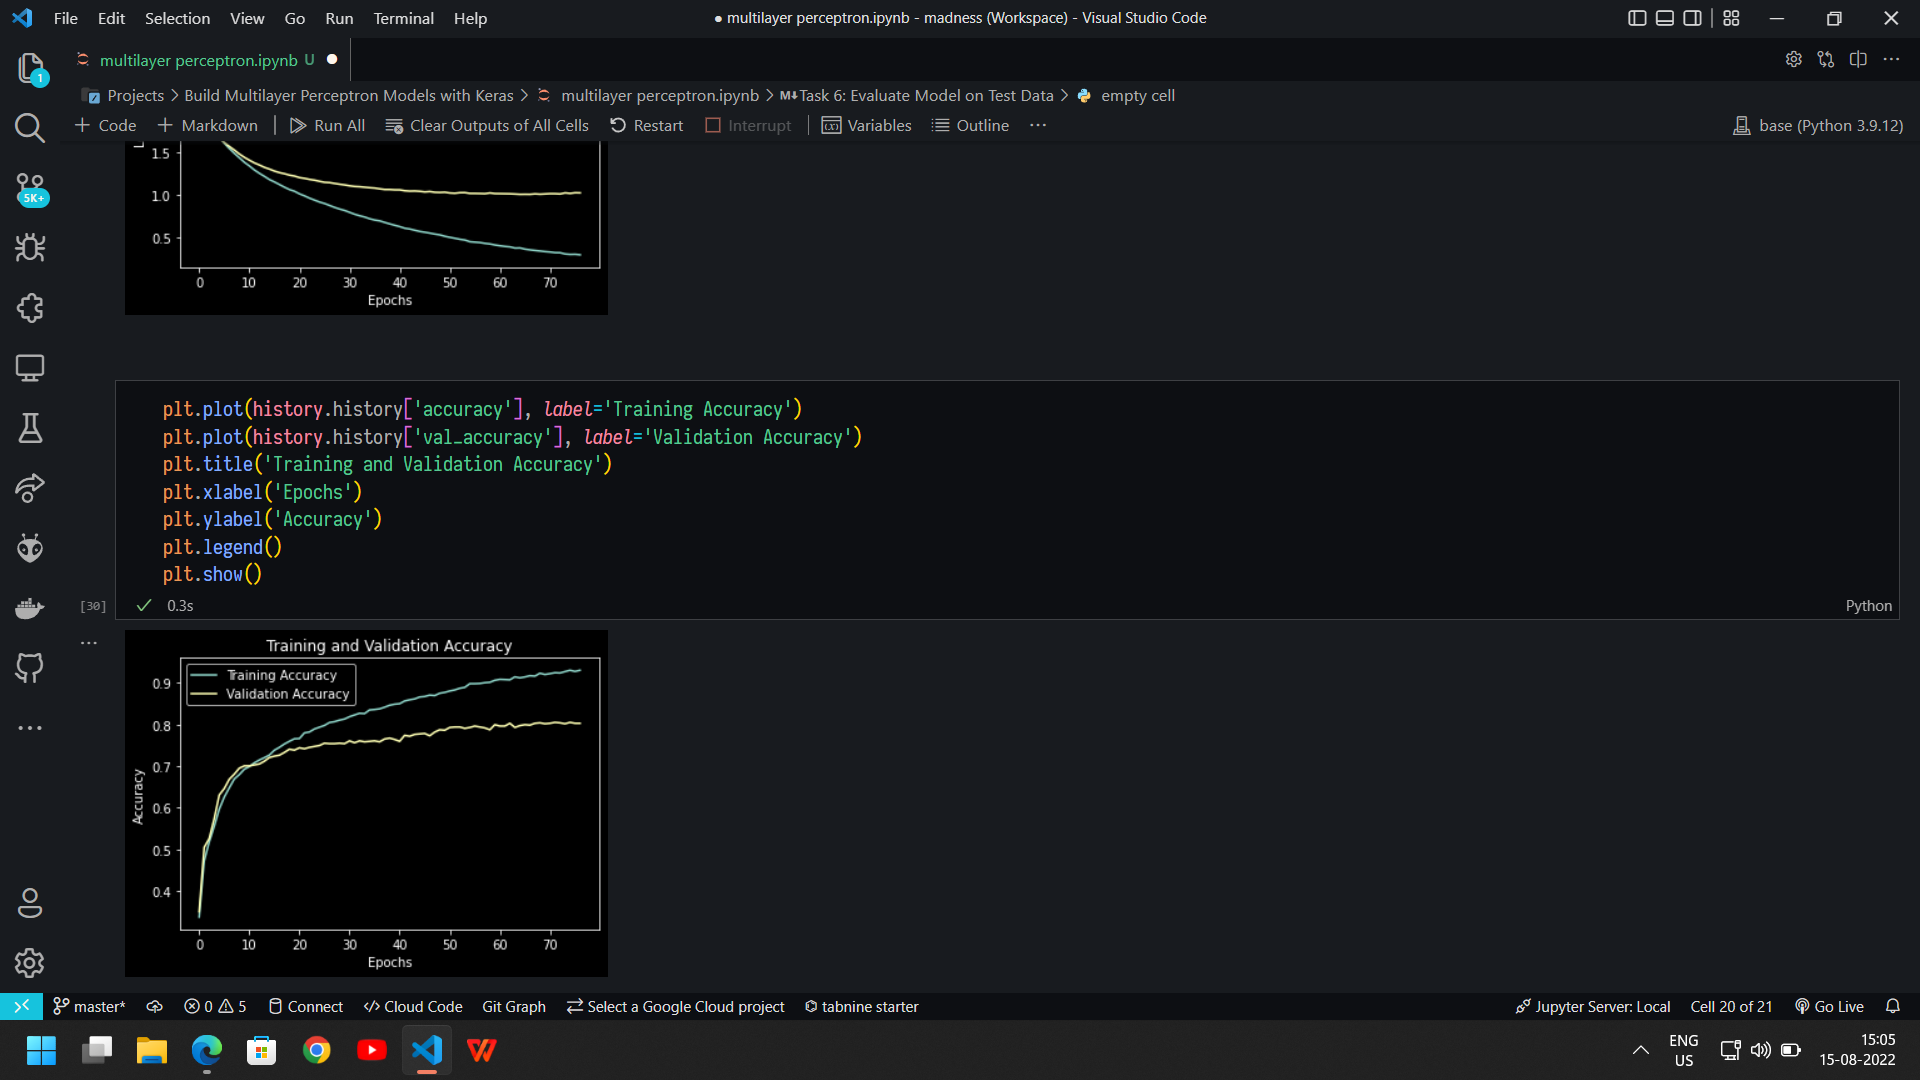 File Edit Selection View Go Run Terminal Help
● multilayer perceptron.ipynb - madness (Workspace) - Visual Studio Code
multilayer perceptron.ipynb U ●
Projects > Build Multilayer Perceptron Models with Keras > multilayer perceptron.ipynb > M↓Task 6: Evaluate Model on Test Data > empty cell
+ Code + Markdown | Run All Clear Outputs of All Cells Restart Interrupt | Variables Outline ···
base (Python 3.9.12)
1
5K+
1.5
1.0
0.5
0 10 20 30 40 50 60 70
Epochs
plt.plot(history.history['accuracy'], label='Training Accuracy')
plt.plot(history.history['val_accuracy'], label='Validation Accuracy')
plt.title('Training and Validation Accuracy')
plt.xlabel('Epochs')
plt.ylabel('Accuracy')
plt.legend()
plt.show()
[30] ✓ 0.3s
Python
Training and Validation Accuracy
Training Accuracy
Validation Accuracy
0.9
0.8
0.7
0.6
0.5
0.4
Accuracy
0 10 20 30 40 50 60 70
Epochs
master* 0 5 Connect </> Cloud Code Git Graph Select a Google Cloud project tabnine starter
Jupyter Server: Local Cell 20 of 21 Go Live
ENG
US
15:05
15-08-2022